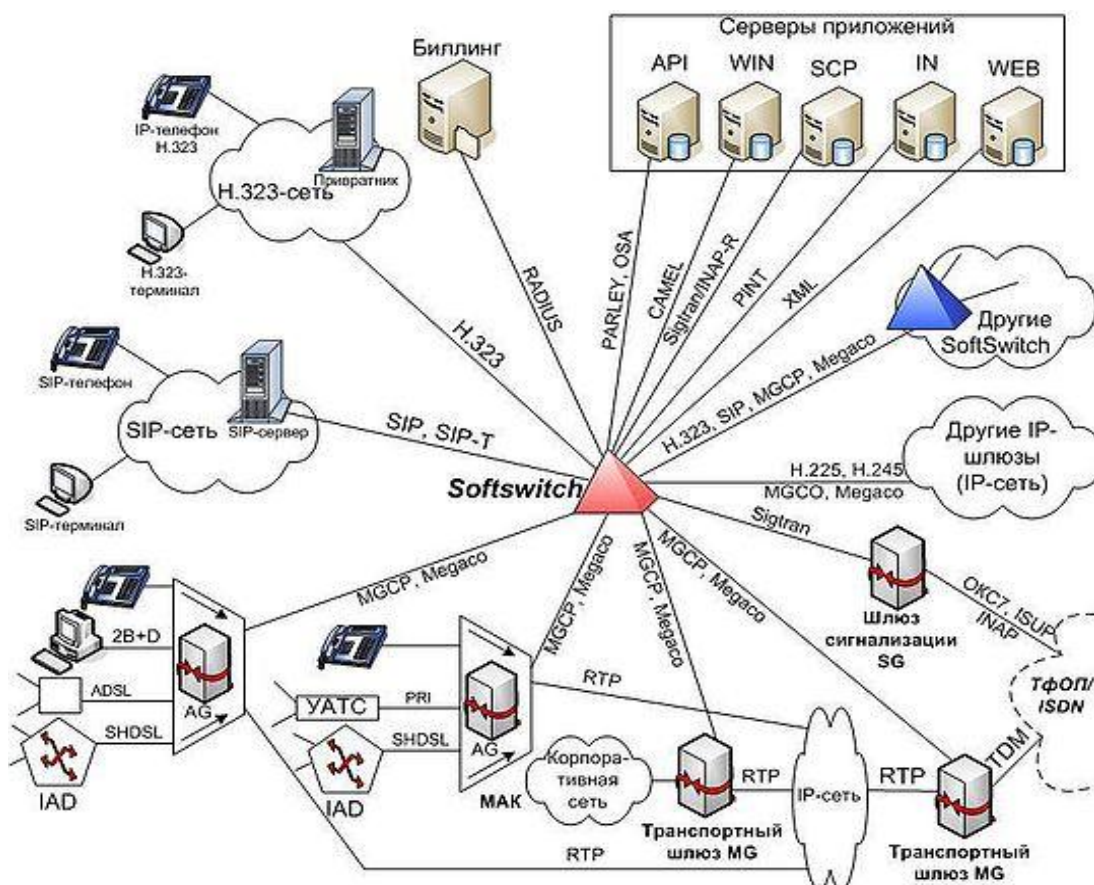 Биллинг
Серверы приложений
API
WIN
SCP
IN
WEB
IP-телефон
H.323
Привратник
H.323-сеть
H.323-
терминал
RADIUS
PARLEY, OSA
CAMEL
Sigtran/INAP-R
PINT
XML
H.323
Другие
SoftSwitch
H.323, SIP, MGCP, Megaco
SIP-телефон
SIP-сеть
SIP-сервер
SIP-терминал
SIP, SIP-T
Softswitch
Другие IP-
шлюзы
(IP-сеть)
H.225, H.245
MGCO, Megaco
Sigtran
MGCP, Megaco
MGCP, Megaco
MGCP, Megaco
MGCP, Megaco
Шлюз
сигнализации
SG
ОКС7, ISUP
INAP
ТфОП/
ISDN
TDM
2B+D
ADSL
SHDSL
AG
IAD
УАТС
PRI
SHDSL
AG
IAD
МАК
RTP
Корпора-
тивная
сеть
RTP
IP-сеть
RTP
Транспортный
шлюз MG
Транспортный
шлюз MG
RTP